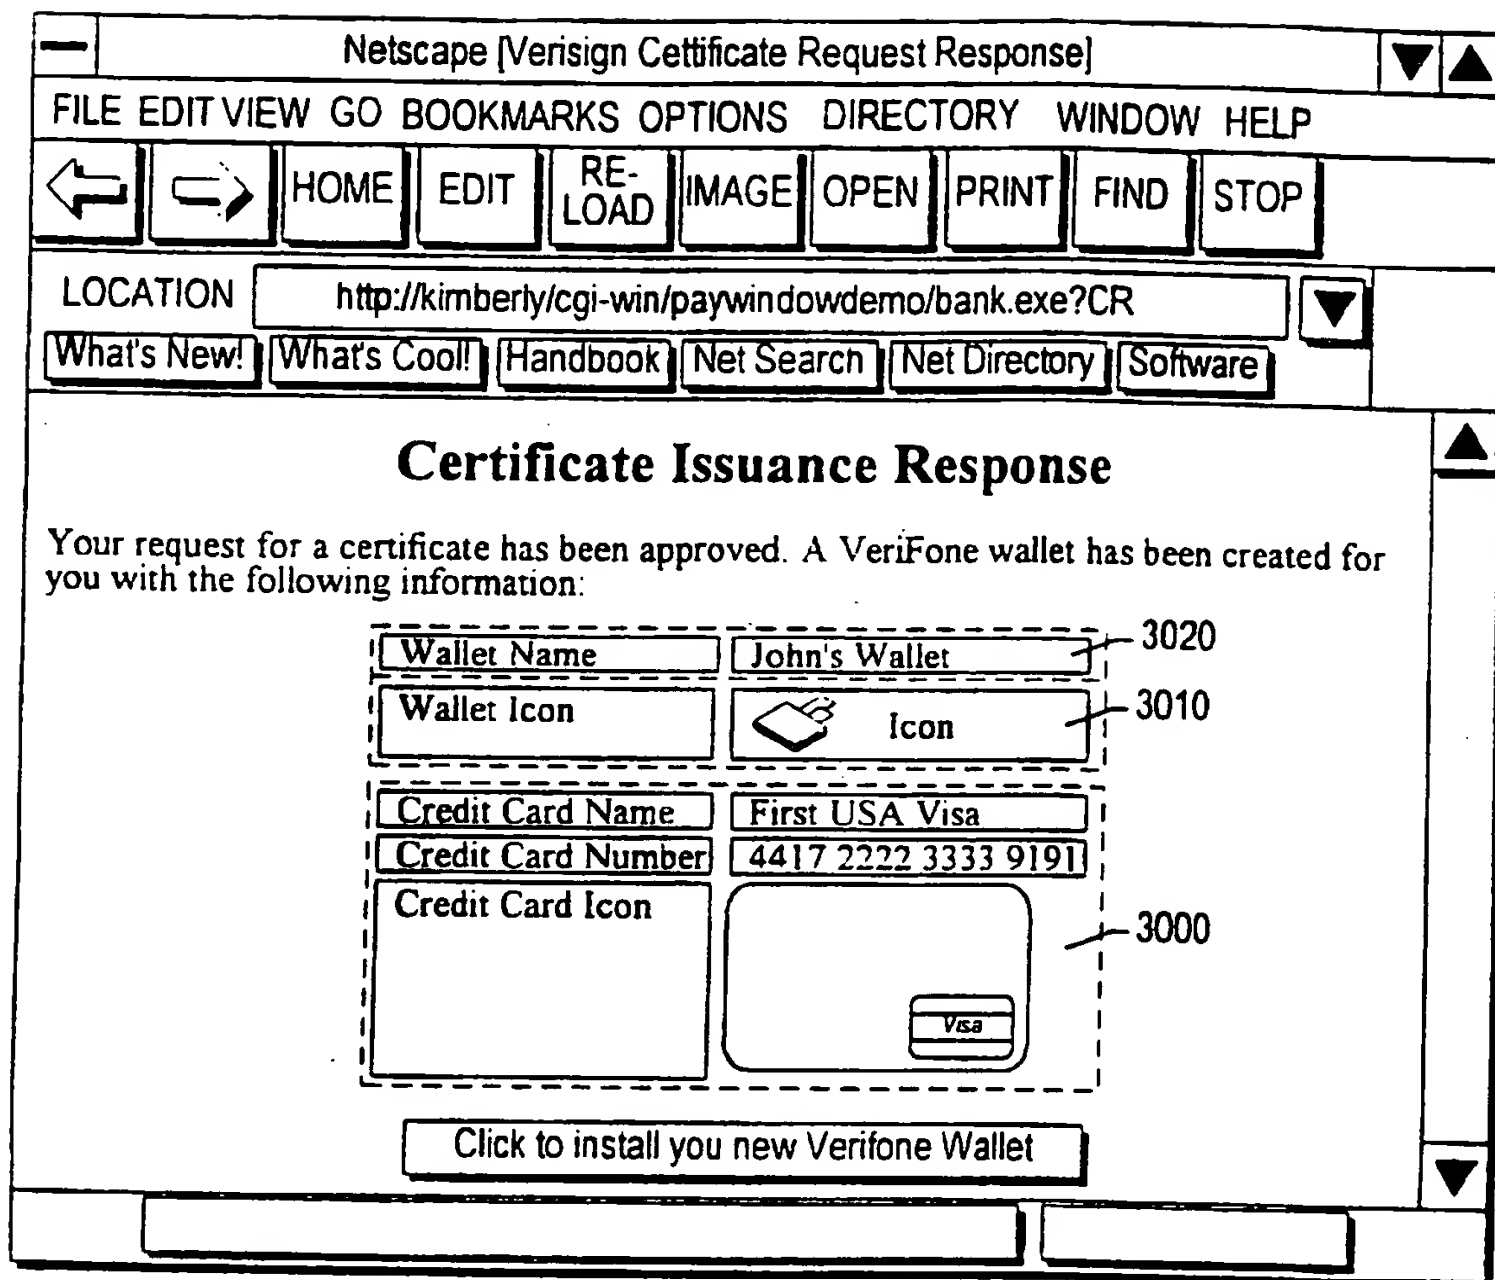 Netscape [Verisign Cettificate Request Response]
FILE EDIT VIEW GO BOOKMARKS OPTIONS DIRECTORY WINDOW HELP
HOME EDIT RE-LOAD IMAGE OPEN PRINT FIND STOP
LOCATION http://kimberly/cgi-win/paywindowdemo/bank.exe?CR
What's New! What's Cool! Handbook Net Search Net Directory Software
Certificate Issuance Response
Your request for a certificate has been approved. A VeriFone wallet has been created for
you with the following information:
Wallet Name John's Wallet 3020
Wallet Icon Icon 3010
Credit Card Name First USA Visa
Credit Card Number 4417 2222 3333 9191
Credit Card Icon 3000
Visa
Click to install you new Verifone Wallet